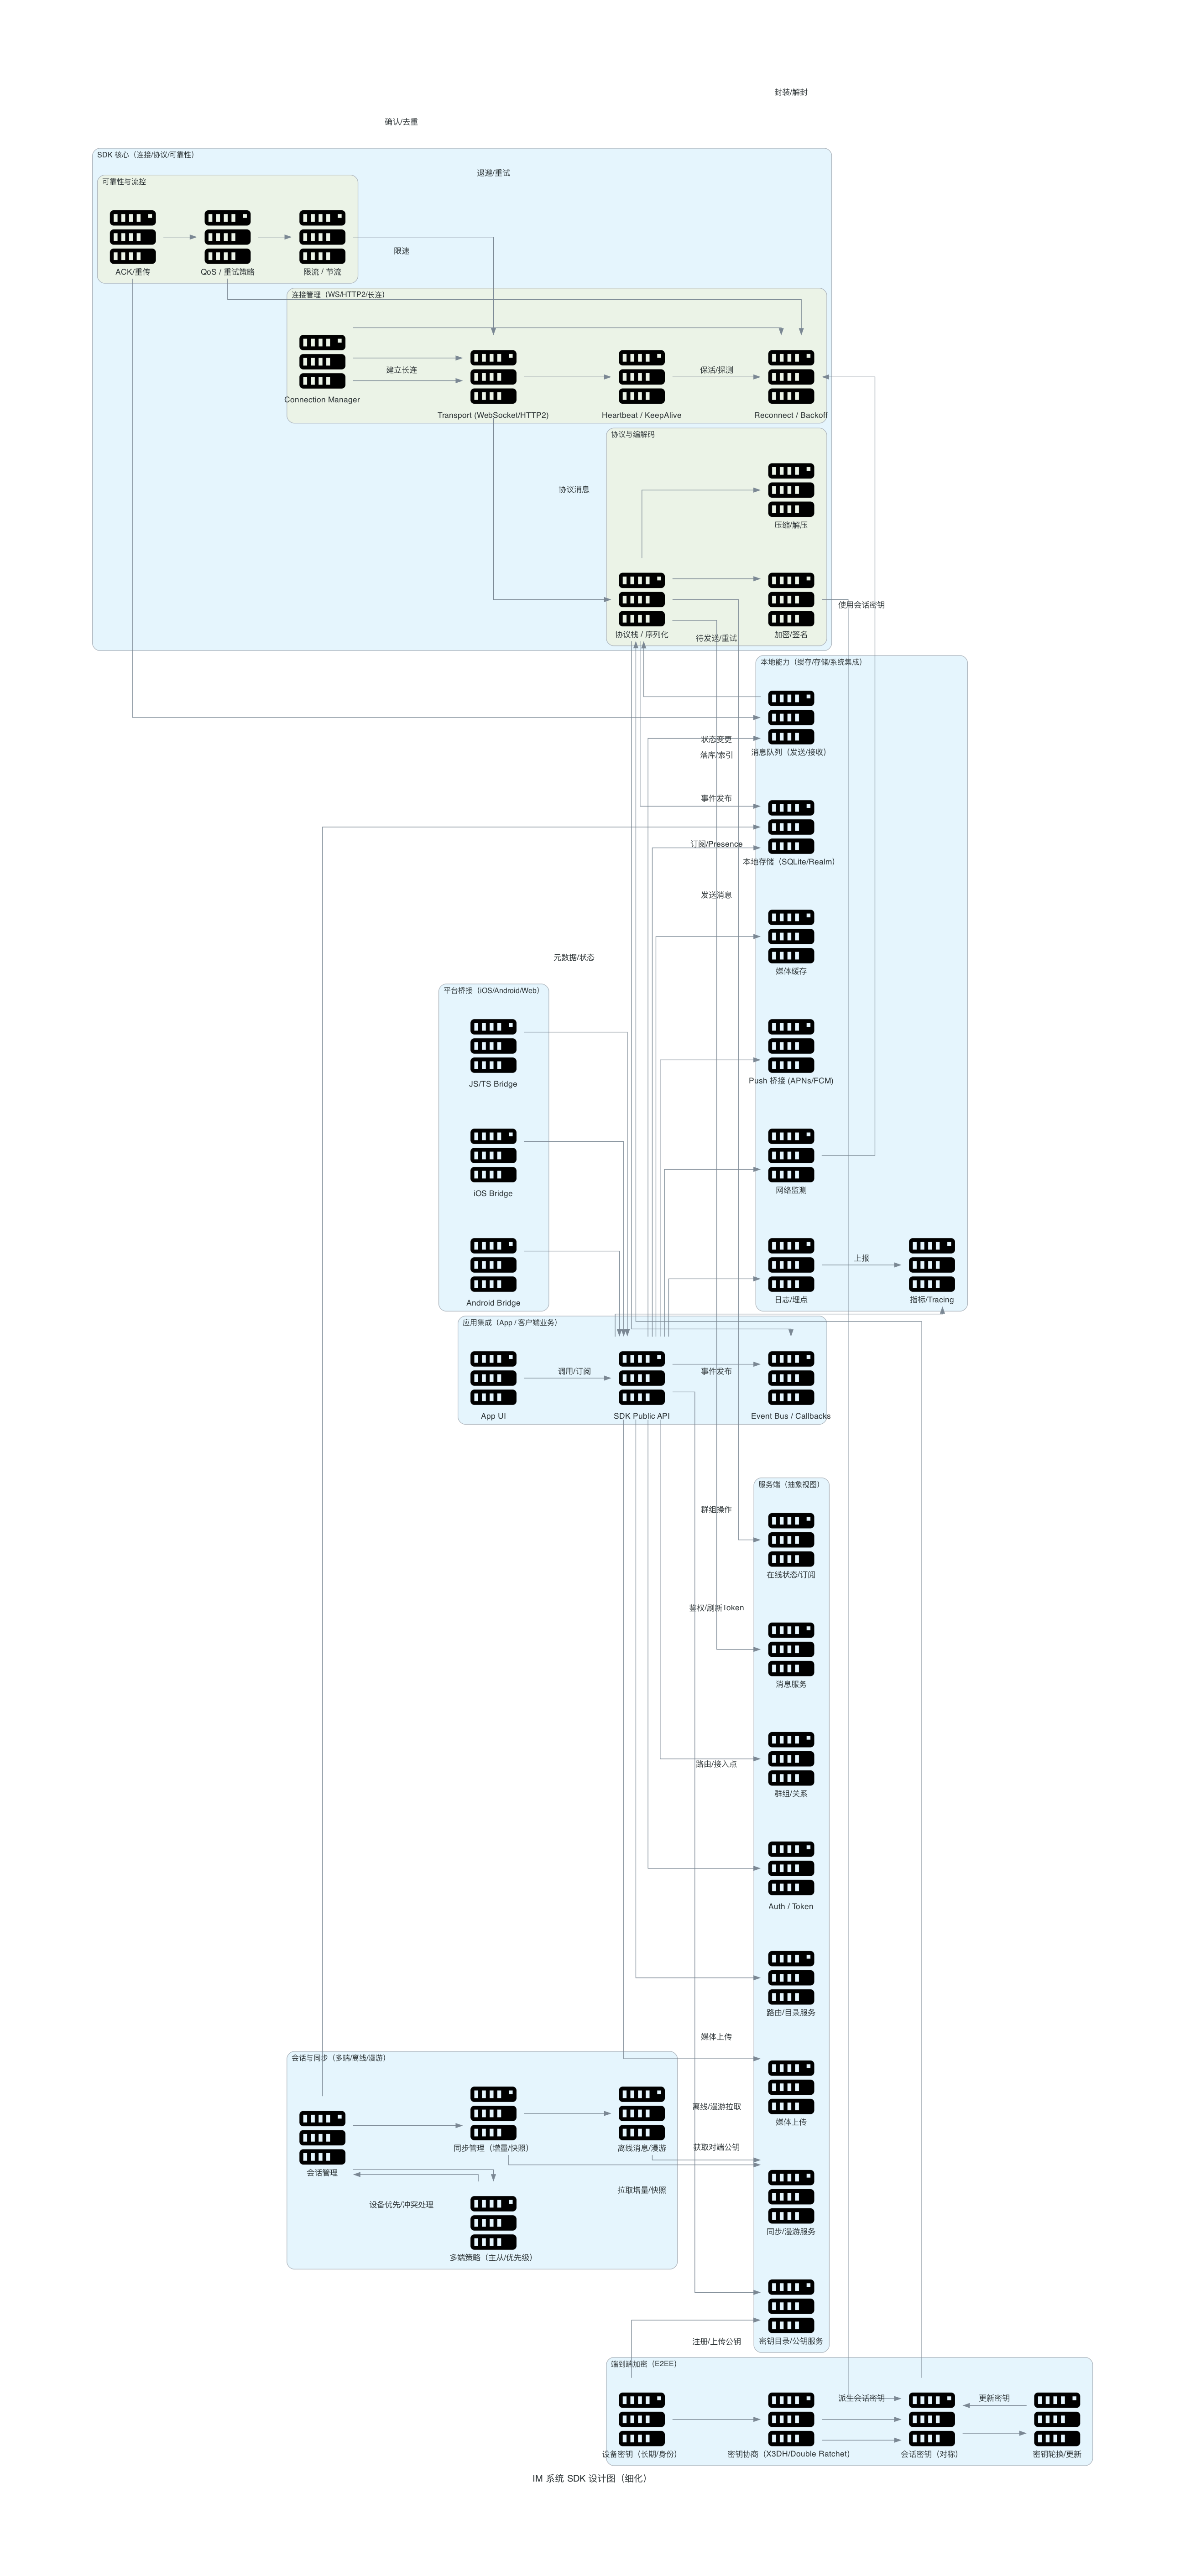 封装/解封
确认/去重
SDK 核心（连接/协议/可靠性）
退避/重试
可靠性与流控
ACK/重传
QoS / 重试策略
限流 / 节流
限速
连接管理（WS/HTTP2/长连）
Connection Manager
建立长连
Transport (WebSocket/HTTP2)
Heartbeat / KeepAlive
保活/探测
Reconnect / Backoff
协议与编解码
协议消息
压缩/解压
协议栈 / 序列化
待发送/重试
加密/签名
使用会话密钥
本地能力（缓存/存储/系统集成）
状态变更
消息队列（发送/接收）
落库/索引
事件发布
订阅/Presence
本地存储（SQLite/Realm）
发送消息
元数据/状态
媒体缓存
平台桥接（iOS/Android/Web）
JS/TS Bridge
Push 桥接 (APNs/FCM)
iOS Bridge
网络监测
上报
Android Bridge
日志/埋点
指标/Tracing
应用集成（App / 客户端业务）
调用/订阅
事件发布
App UI
SDK Public API
Event Bus / Callbacks
服务端（抽象视图）
群组操作
在线状态/订阅
鉴权/刷新Token
消息服务
路由/接入点
群组/关系
Auth / Token
路由/目录服务
媒体上传
会话与同步（多端/离线/漫游）
离线/漫游拉取
媒体上传
同步管理（增量/快照）
离线消息/漫游
获取对端公钥
会话管理
拉取增量/快照
设备优先/冲突处理
同步/漫游服务
多端策略（主从/优先级）
注册/上传公钥
密钥目录/公钥服务
端到端加密（E2EE）
派生会话密钥
更新密钥
设备密钥（长期/身份）
密钥协商（X3DH/Double Ratchet）
会话密钥（对称）
密钥轮换/更新
IM 系统 SDK 设计图（细化）